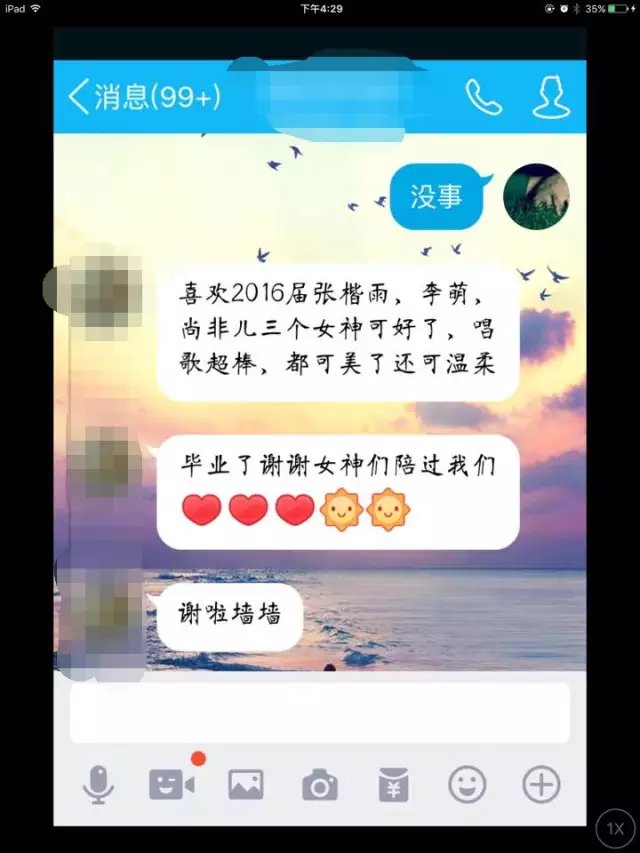 iPad
下午4:29
35%
消息(99+)
没事
喜欢2016届张楷雨，李萌，
尚非儿三个女神可好了，唱
歌超棒，都可美了还可温柔
毕业了谢谢女神们陪过我们
谢啦墙墙
¥
1X